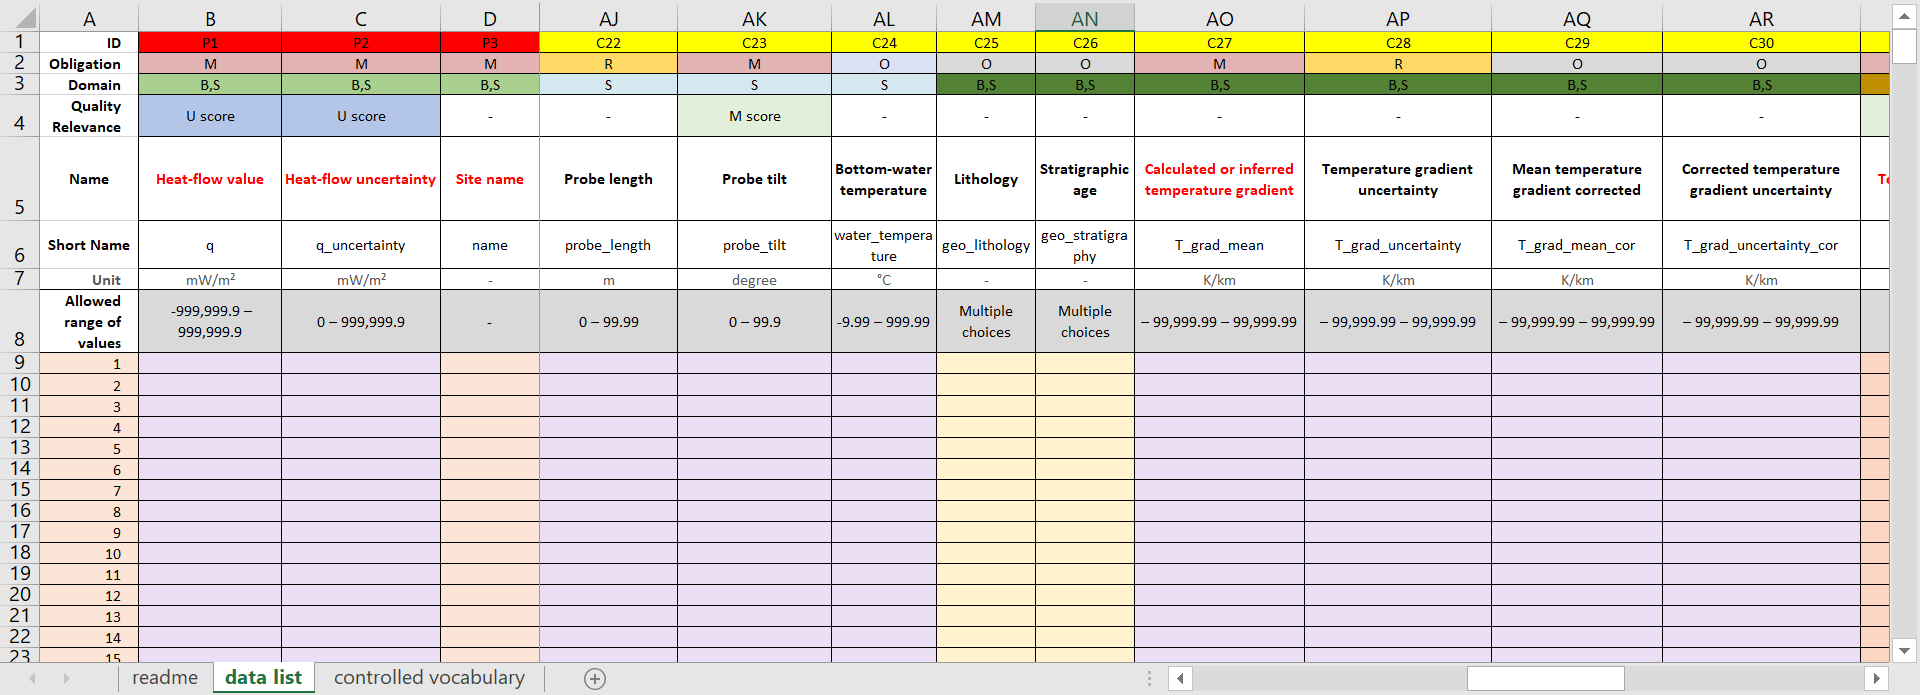 A B C D AJ AK AL AM AN AO AP AQ AR
1 ID P1 P2 P3 C22 C23 C24 C25 C26 C27 C28 C29 C30
2 Obligation M M M R M O O O M R O O
3 Domain B,S B,S B,S S S S B,S B,S B,S B,S B,S B,S
4 Quality Relevance U score U score - - M score - - - - - - -
5 Name Heat-flow value Heat-flow uncertainty Site name Probe length Probe tilt Bottom-water temperature Lithology Stratigraphic age Calculated or inferred temperature gradient Temperature gradient uncertainty Mean temperature gradient corrected Corrected temperature gradient uncertainty
6 Short Name q q_uncertainty name probe_length probe_tilt water_temperature geo_lithology geo_stratigraphy T_grad_mean T_grad_uncertainty T_grad_mean_cor T_grad_uncertainty_cor
7 Unit mW/m² mW/m² - m degree °C - - K/km K/km K/km K/km
8 Allowed range of values -999,999.9 – 999,999.9 0 – 999,999.9 - 0 – 99.99 0 – 99.9 -9.99 – 999.99 Multiple choices Multiple choices – 99,999.99 – 99,999.99 – 99,999.99 – 99,999.99 – 99,999.99 – 99,999.99 – 99,999.99 – 99,999.99
9 1
10 2
11 3
12 4
13 5
14 6
15 7
16 8
17 9
18 10
19 11
20 12
21 13
22 14
23 15
readme data list controlled vocabulary